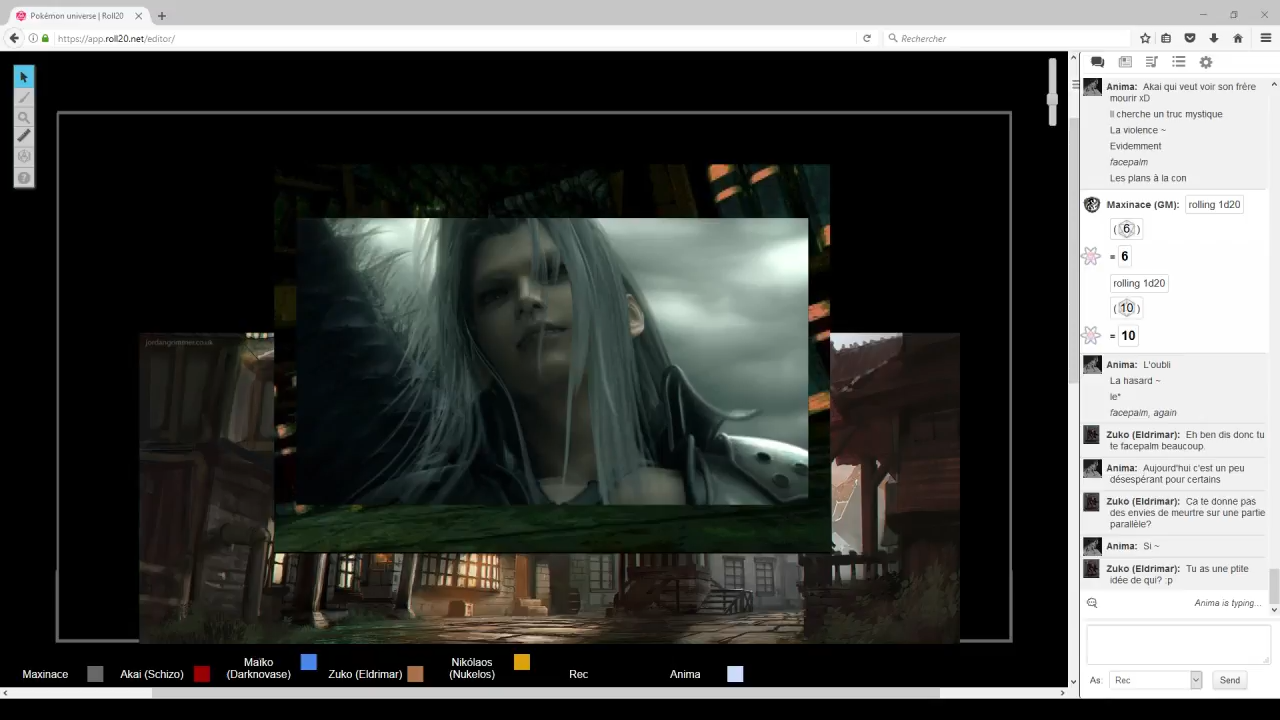 Pokémon universe | Roll20
https://app.roll20.net/editor/
Rechercher
Anima: Akai qui veut voir son frère
mourir xD
Il cherche un truc mystique
La violence ~
Evidemment
facepalm
Les plans à la con
Maxinace (GM): rolling 1d20
( 6 )
= 6
rolling 1d20
( 10 )
= 10
Anima: L'oubli
La hasard ~
le*
facepalm, again
Zuko (Eldrimar): Eh ben dis donc tu
te facepalm beaucoup.
Anima: Aujourd'hui c'est un peu
désespérant pour certains
Zuko (Eldrimar): Ca te donne pas
des envies de meurtre sur une partie
parallèle?
Anima: Si ~
Zuko (Eldrimar): Tu as une ptite
idée de qui? :p
Anima is typing...
As: Rec
Send
jordangrimmer.co.uk
Maxinace
Akai (Schizo)
Maïko
(Darknovase)
Zuko (Eldrimar)
Nikólaos
(Nukelos)
Rec
Anima